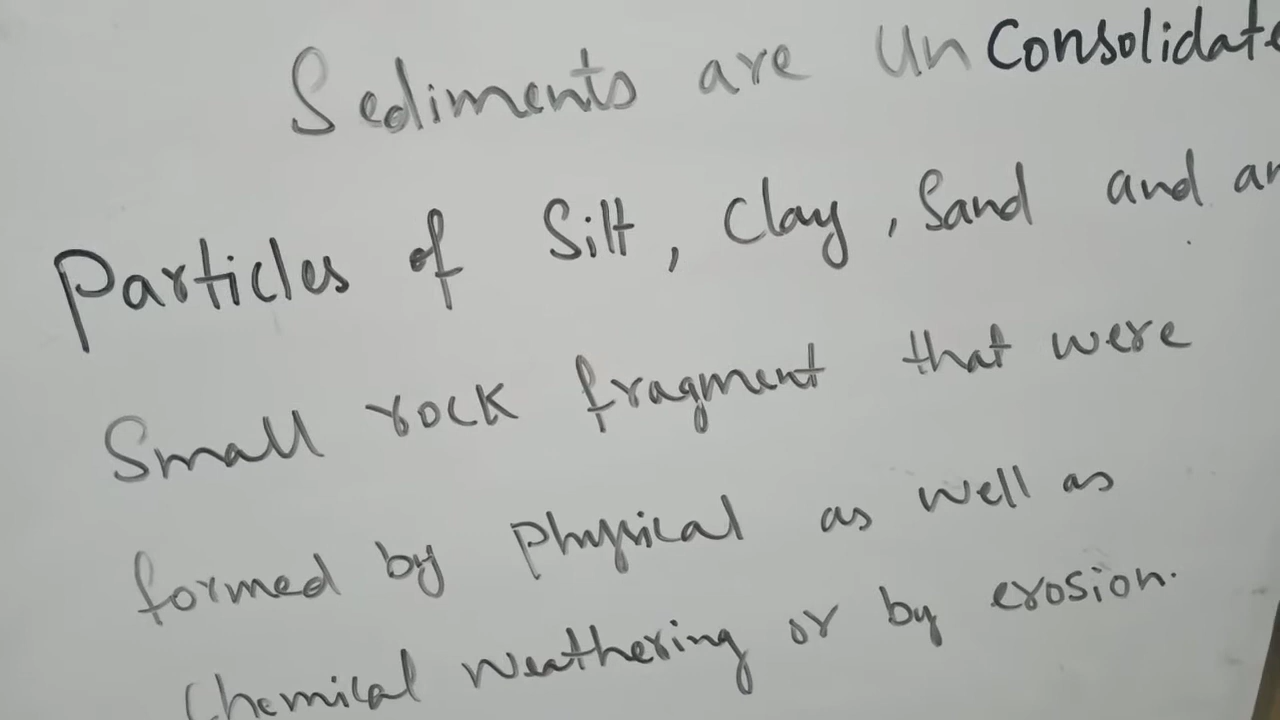 Sediments are unconsolidate
Particles of Silt, Clay, Sand and
Small rock fragment that were
formed by Physical as well as
Chemical Weathering or by erosion.